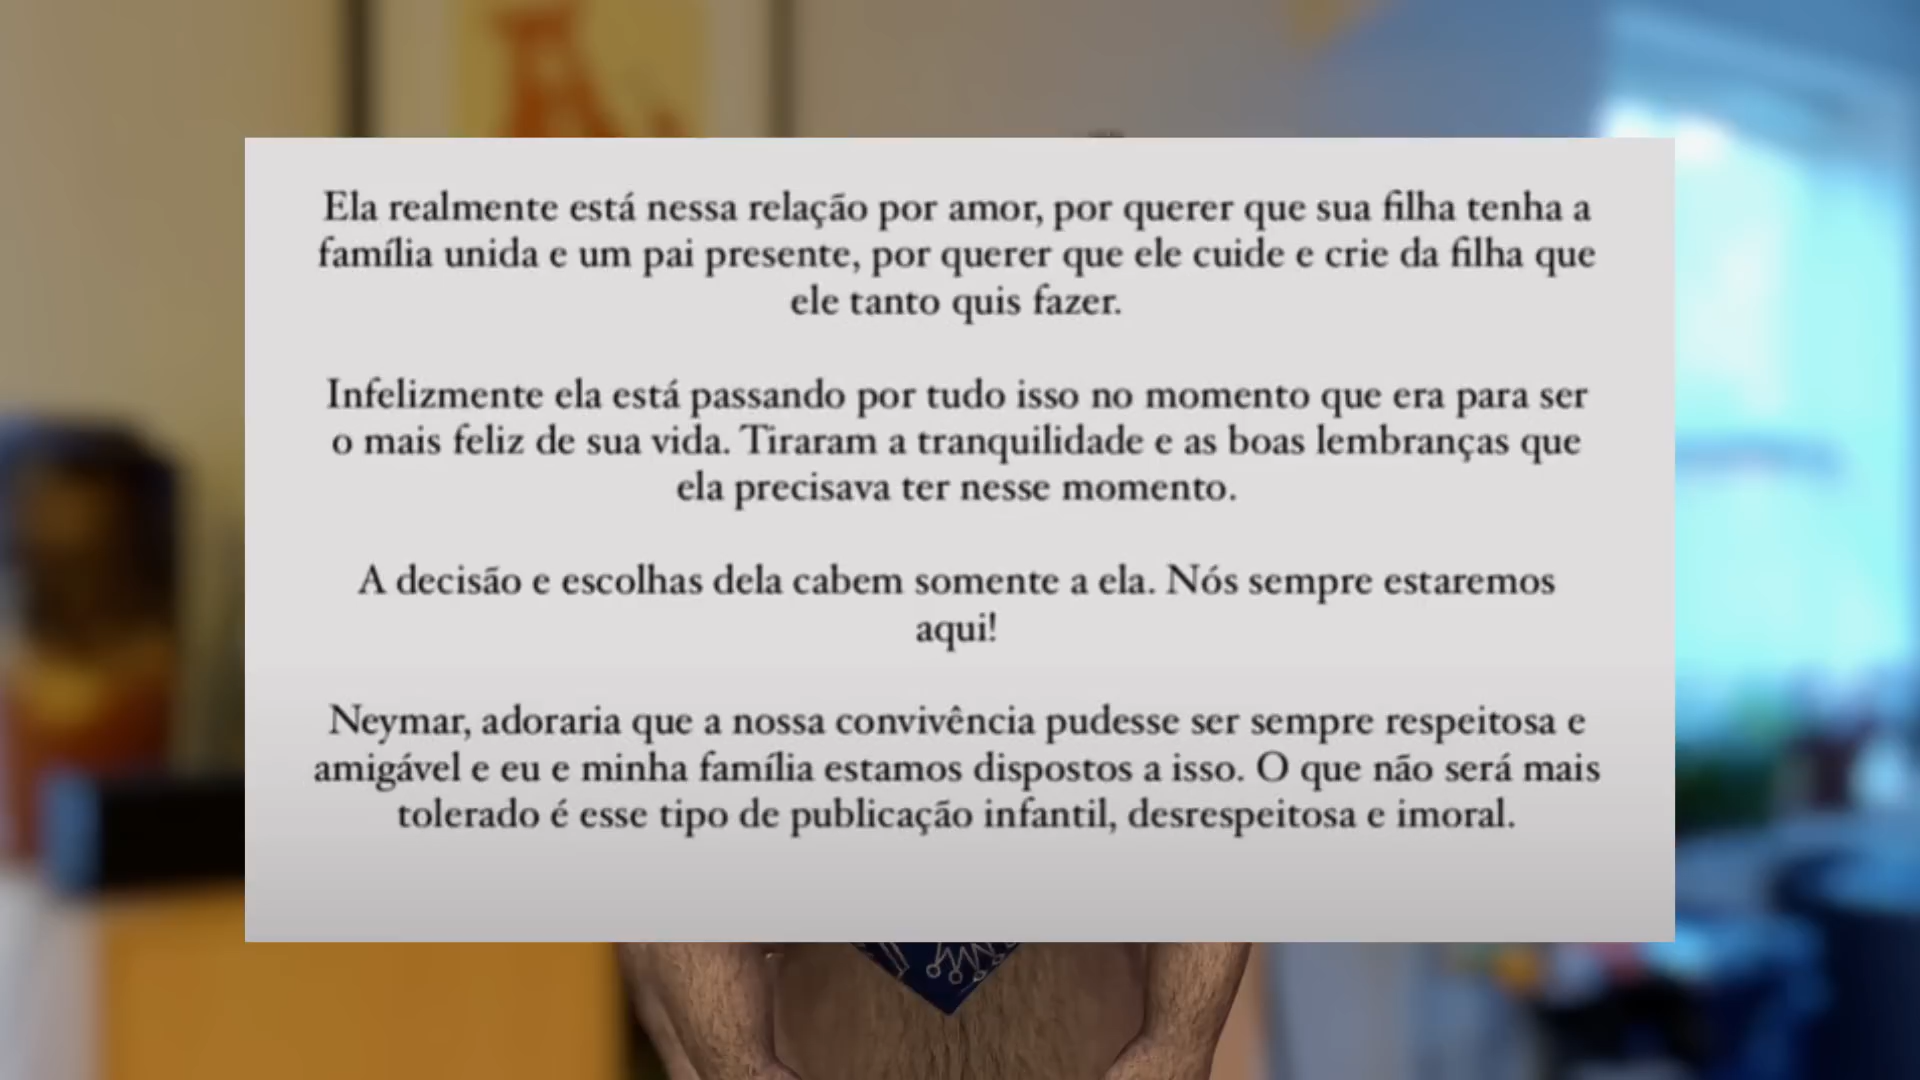 Ela realmente está nessa relação por amor, por querer que sua filha tenha a
família unida e um pai presente, por querer que ele cuide e crie da filha que
ele tanto quis fazer.
Infelizmente ela está passando por tudo isso no momento que era para ser
o mais feliz de sua vida. Tiraram a tranquilidade e as boas lembranças que
ela precisava ter nesse momento.
A decisão e escolhas dela cabem somente a ela. Nós sempre estaremos
aqui!
Neymar, adoraria que a nossa convivência pudesse ser sempre respeitosa e
amigável e eu e minha família estamos dispostos a isso. O que não será mais
tolerado é esse tipo de publicação infantil, desrespeitosa e imoral.